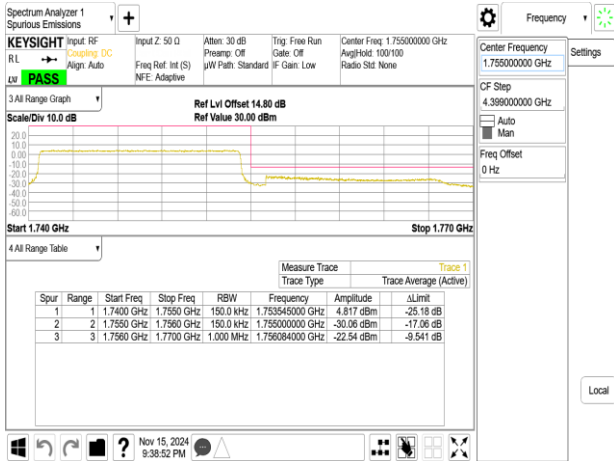 Spectrum Analyzer 1
Spurious Emissions
Frequency
KEYSIGHT Input: RF Input Z: 50 Ω Atten: 30 dB Trig: Free Run Center Freq: 1.755000000 GHz
RL Coupling: DC Preamp: Off Gate: Off Avg|Hold: 100/100
Align: Auto Freq Ref: Int (S) µW Path: Standard IF Gain: Low Radio Std: None
LXI PASS NFE: Adaptive
Center Frequency
1.755000000 GHz
Settings
CF Step
4.399000000 GHz
Auto
Man
Freq Offset
0 Hz
3 All Range Graph
Ref Lvl Offset 14.80 dB
Scale/Div 10.0 dB Ref Value 30.00 dBm
20.0
10.0
0.00
-10.0
-20.0
-30.0
-40.0
-50.0
-60.0
Start 1.740 GHz Stop 1.770 GHz
4 All Range Table
Measure Trace Trace 1
Trace Type Trace Average (Active)
Spur Range Start Freq Stop Freq RBW Frequency Amplitude ΔLimit
1 1 1.7400 GHz 1.7550 GHz 150.0 kHz 1.753545000 GHz 4.817 dBm -25.18 dB
2 2 1.7550 GHz 1.7560 GHz 150.0 kHz 1.755000000 GHz -30.06 dBm -17.06 dB
3 3 1.7560 GHz 1.7700 GHz 1.000 MHz 1.756084000 GHz -22.54 dBm -9.541 dB
Local
Nov 15, 2024
9:38:52 PM